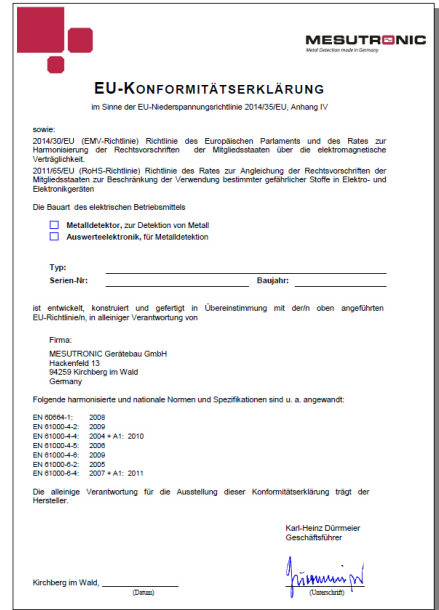 MESUTRONIC
Metal Detection made in Germany
EU-KONFORMITÄTSERKLÄRUNG
im Sinne der EU-Niederspannungsrichtlinie 2014/35/EU, Anhang IV
sowie:
2014/30/EU (EMV-Richtlinie) Richtlinie des Europäischen Parlaments und des Rates zur
Harmonisierung der Rechtsvorschriften der Mitgliedsstaaten über die elektromagnetische
Verträglichkeit.
2011/65/EU (RoHS-Richtlinie) Richtlinie des Rates zur Angleichung der Rechtsvorschriften der
Mitgliedsstaaten zur Beschränkung der Verwendung bestimmter gefährlicher Stoffe in Elektro- und
Elektronikgeräten
Die Bauart des elektrischen Betriebsmittels
Metalldetektor, zur Detektion von Metall
Auswerteelektronik, für Metalldetektion
Typ:
Serien-Nr: Baujahr:
ist entwickelt, konstruiert und gefertigt in Übereinstimmung mit der/n oben angeführten
EU-Richtlinie/n, in alleiniger Verantwortung von
Firma:
MESUTRONIC Gerätebau GmbH
Hackenfeld 13
94259 Kirchberg im Wald
Germany
Folgende harmonisierte und nationale Normen und Spezifikationen sind u. a. angewandt:
EN 60664-1: 2008
EN 61000-4-2: 2009
EN 61000-4-4: 2004 + A1: 2010
EN 61000-4-5: 2006
EN 61000-4-6: 2009
EN 61000-6-2: 2005
EN 61000-6-4: 2007 + A1: 2011
Die alleinige Verantwortung für die Ausstellung dieser Konformitätserklärung trägt der
Hersteller.
Karl-Heinz Dürrmeier
Geschäftsführer
Kirchberg im Wald,
(Datum) (Unterschrift)